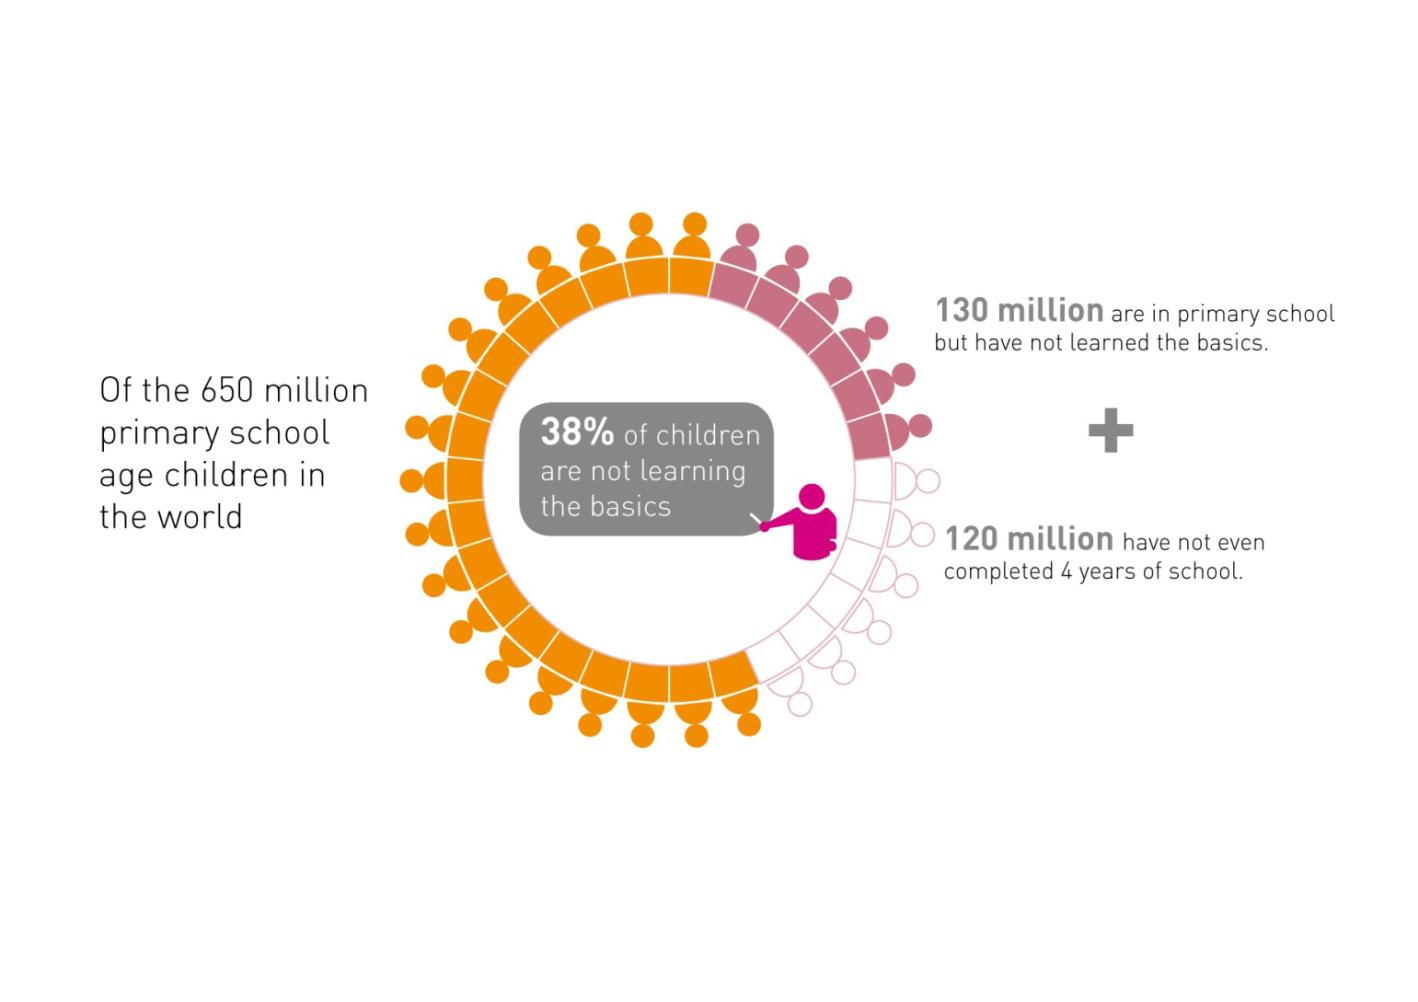 Of the 650 million
primary school
age children in
the world
38% of children
are not learning
the basics
130 million are in primary school
but have not learned the basics.
+
120 million have not even
completed 4 years of school.